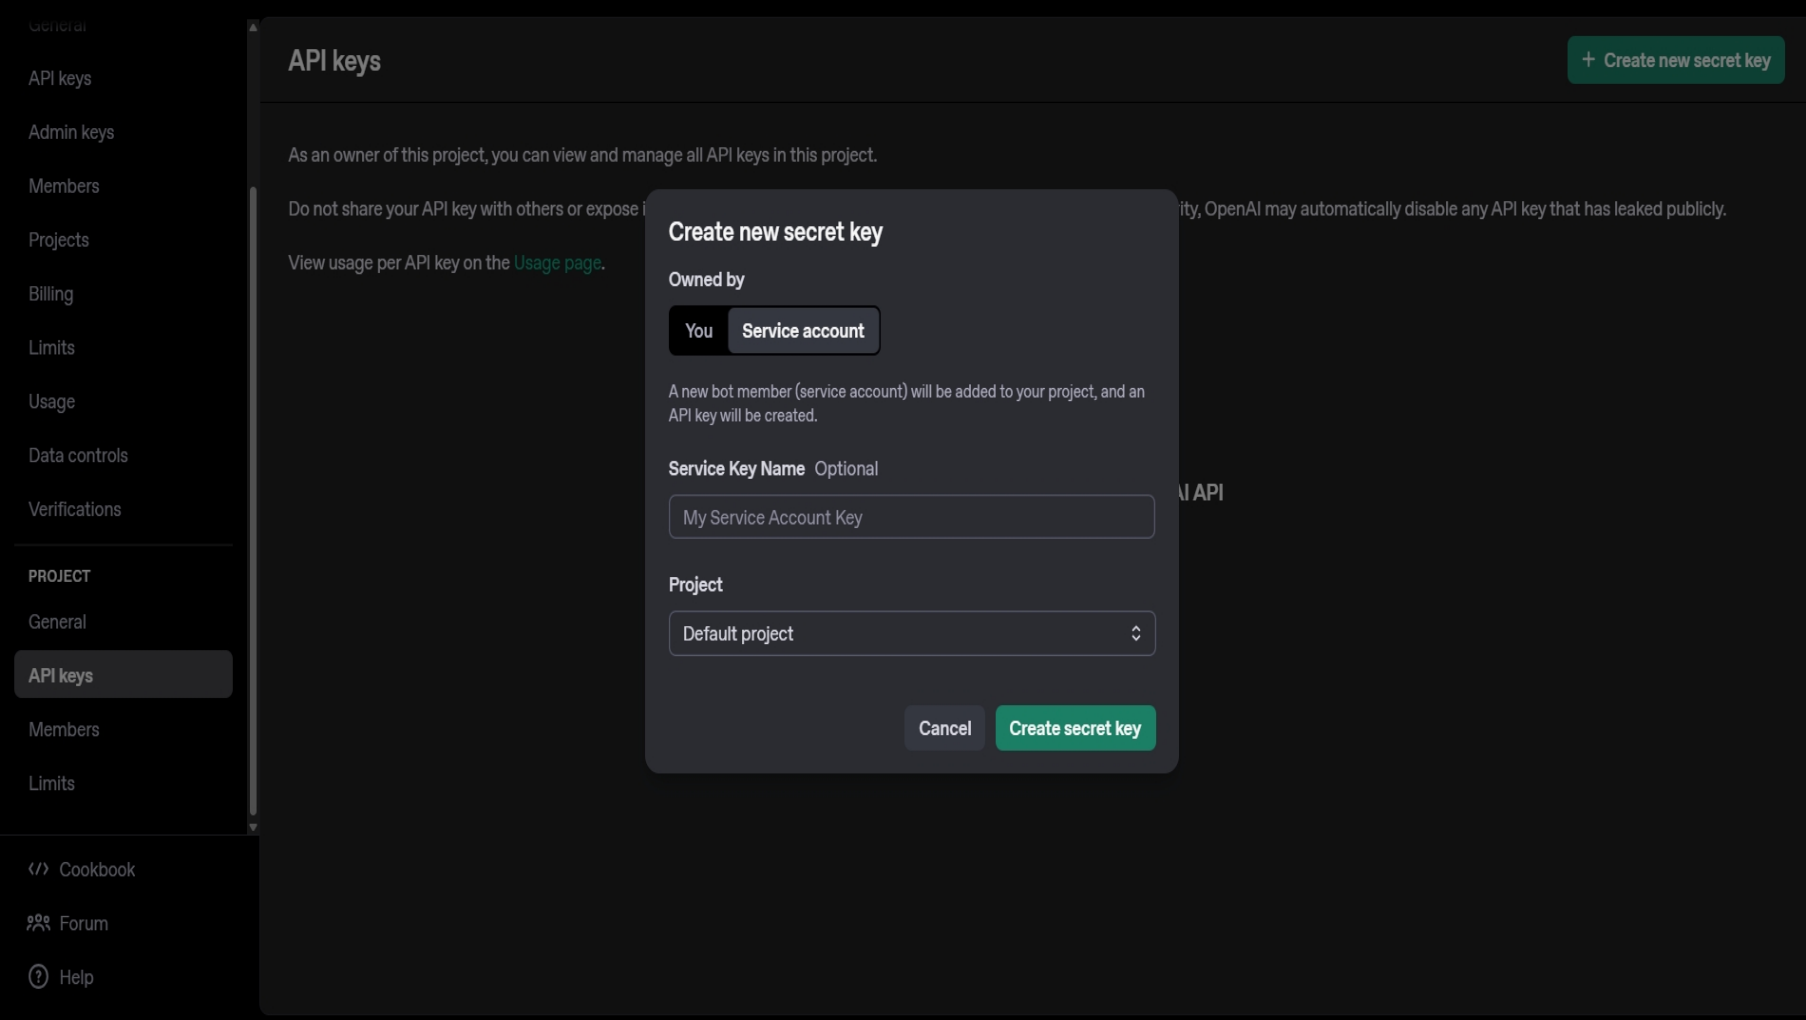 General
API keys
Admin keys
Members
Projects
Billing
Limits
Usage
Data controls
Verifications
PROJECT
General
API keys
Members
Limits
Cookbook
Forum
Help
API keys
+ Create new secret key
As an owner of this project, you can view and manage all API keys in this project.
Do not share your API key with others or expose i
ity, OpenAI may automatically disable any API key that has leaked publicly.
View usage per API key on the Usage page.
AI API
Create new secret key
Owned by
You Service account
A new bot member (service account) will be added to your project, and an
API key will be created.
Service Key Name Optional
My Service Account Key
Project
Default project
Cancel Create secret key